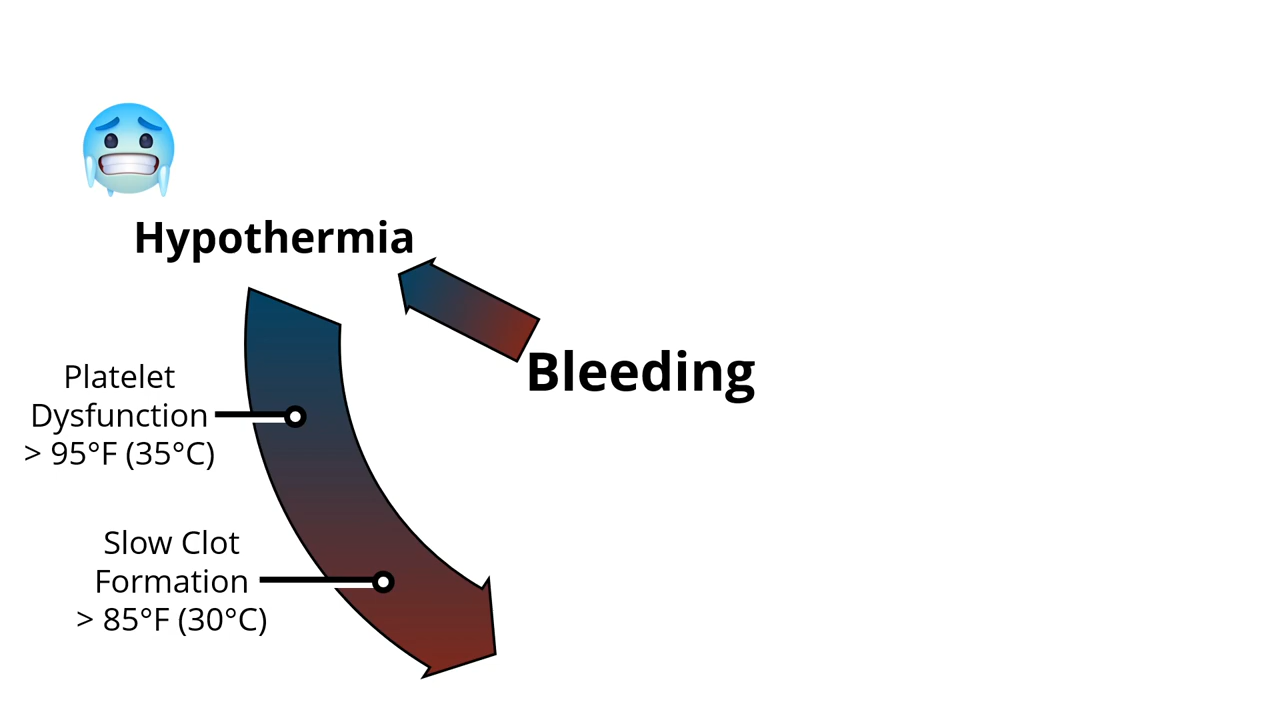 Hypothermia
Bleeding
Platelet
Dysfunction
> 95°F (35°C)
Slow Clot
Formation
> 85°F (30°C)